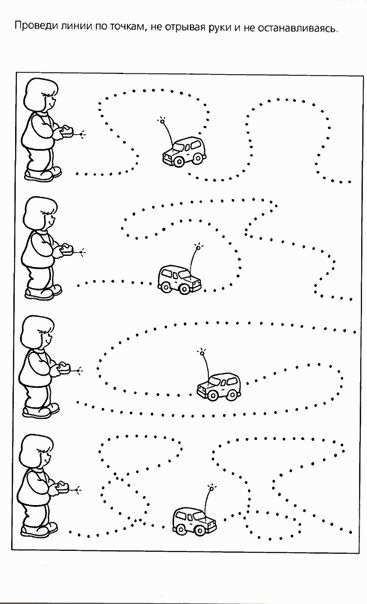 Проведи линии по точкам, не отрывая руки и не останавливаясь.